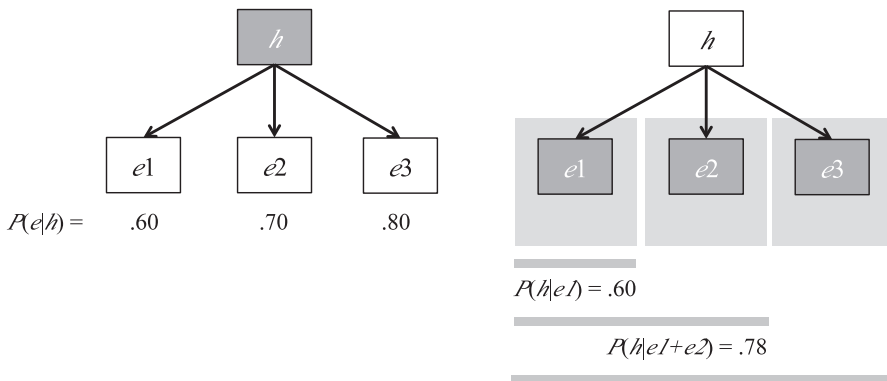 h
e1 e2 e3
P(e|h) = .60 .70 .80
h
e1 e2 e3
P(h|e1) = .60
P(h|e1+e2) = .78